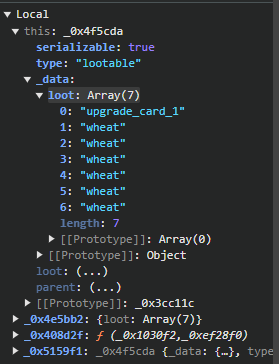 ▼ Local
▼ this: _0x4f5cda
serializable: true
type: "lootable"
▼ _data:
▼ loot: Array(7)
0: "upgrade_card_1"
1: "wheat"
2: "wheat"
3: "wheat"
4: "wheat"
5: "wheat"
6: "wheat"
length: 7
▶ [[Prototype]]: Array(0)
▶ [[Prototype]]: Object
loot: (...)
parent: (...)
▶ [[Prototype]]: _0x3cc11c
▶ _0x4e5bb2: {loot: Array(7)}
▶ _0x408d2f: ƒ (_0x1030f2,_0xef28f0)
▶ _0x5159f1: _0x4f5cda {_data: {…}, type